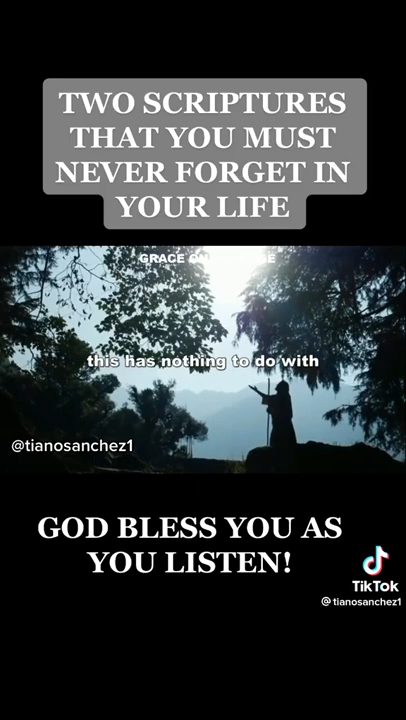 TWO SCRIPTURES
THAT YOU MUST
NEVER FORGET IN
YOUR LIFE
GRACE
this has nothing to do with
@tianosanchez1
GOD BLESS YOU AS
YOU LISTEN!
TikTok
@tianosanchez1